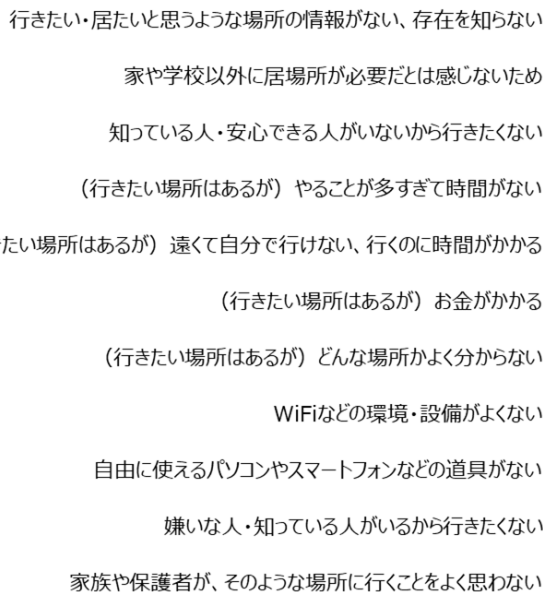 行きたい・居たいと思うような場所の情報がない、存在を知らない
家や学校以外に居場所が必要だとは感じないため
知っている人・安心できる人がいないから行きたくない
（行きたい場所はあるが）やることが多すぎて時間がない
たい場所はあるが）遠くて自分で行けない、行くのに時間がかかる
（行きたい場所はあるが）お金がかかる
（行きたい場所はあるが）どんな場所かよく分からない
WiFiなどの環境・設備がよくない
自由に使えるパソコンやスマートフォンなどの道具がない
嫌いな人・知っている人がいるから行きたくない
家族や保護者が、そのような場所に行くことをよく思わない